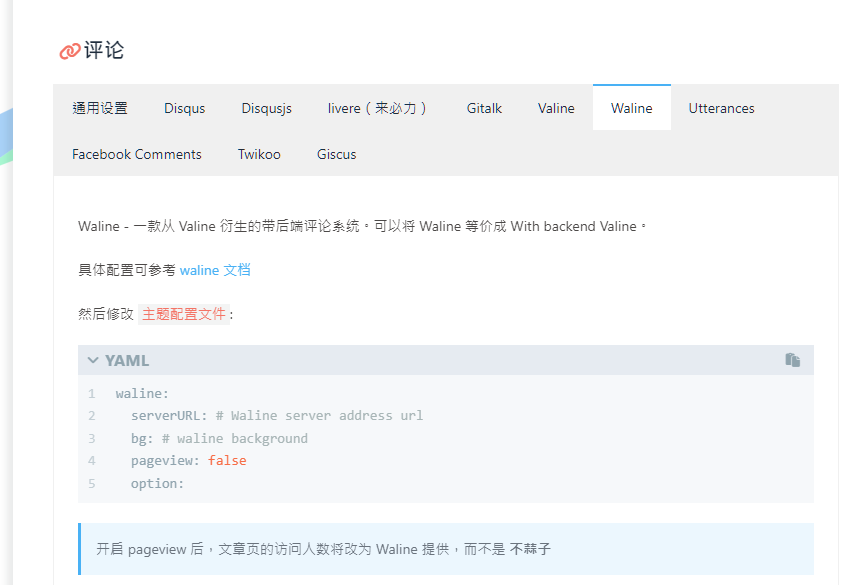 评论
通用设置 Disqus Disqusjs livere（来必力） Gitalk Valine Waline Utterances
Facebook Comments Twikoo Giscus
Waline - 一款从 Valine 衍生的带后端评论系统。可以将 Waline 等价成 With backend Valine。
具体配置可参考 waline 文档
然后修改 主题配置文件:
YAML
1 waline:
2   serverURL: # Waline server address url
3   bg: # waline background
4   pageview: false
5   option:
开启 pageview 后，文章页的访问人数将改为 Waline 提供，而不是 不蒜子